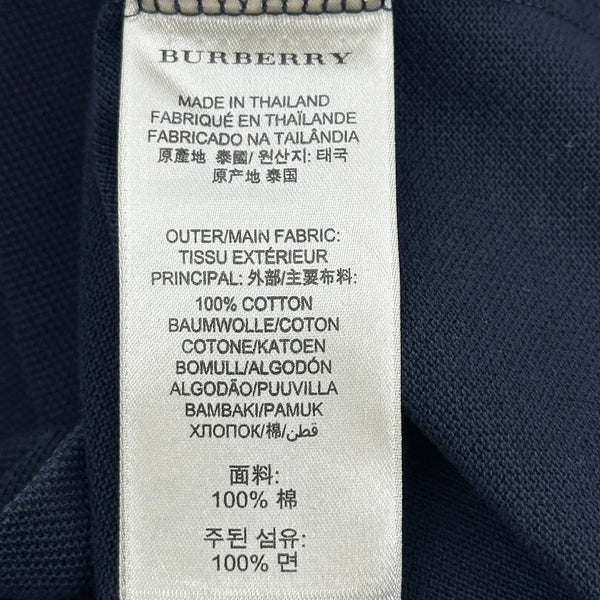 BURBERRY
MADE IN THAILAND
FABRIQUÉ EN THAÏLANDE
FABRICADO NA TAILÂNDIA
原產地 泰國/ 원산지: 태국
原产地 泰国
OUTER/MAIN FABRIC:
TISSU EXTÉRIEUR
PRINCIPAL: 外部/主要布料:
100% COTTON
BAUMWOLLE/COTON
COTONE/KATOEN
BOMULL/ALGODÓN
ALGODÃO/PUUVILLA
BAMBAKI/PAMUK
ХЛОПОК/棉/قطن
面料:
100% 棉
주된 섬유:
100% 면